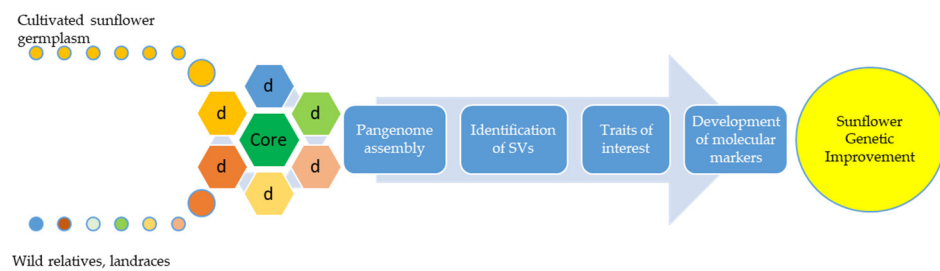 Cultivated sunflower
germplasm
d
d
d
Core
d
d
d
Pangenome
assembly
Identification
of SVs
Traits of
interest
Development
of molecular
markers
Sunflower
Genetic
Improvement
Wild relatives, landraces